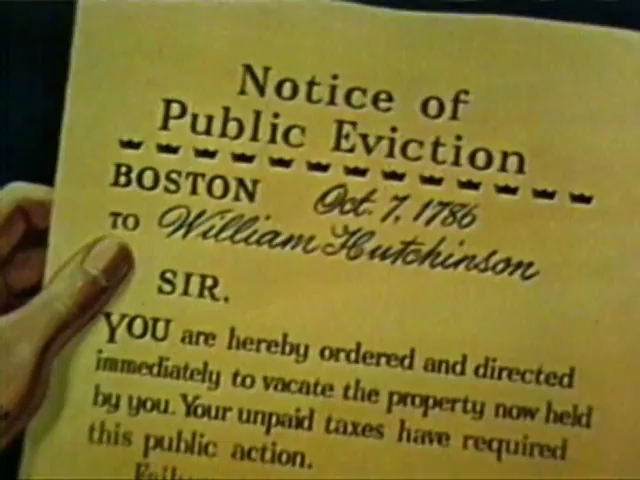 Notice of
Public Eviction
BOSTON Oct. 7, 1786
TO William Hutchinson
SIR.
YOU are hereby ordered and directed
immediately to vacate the property now held
by you. Your unpaid taxes have required
this public action.